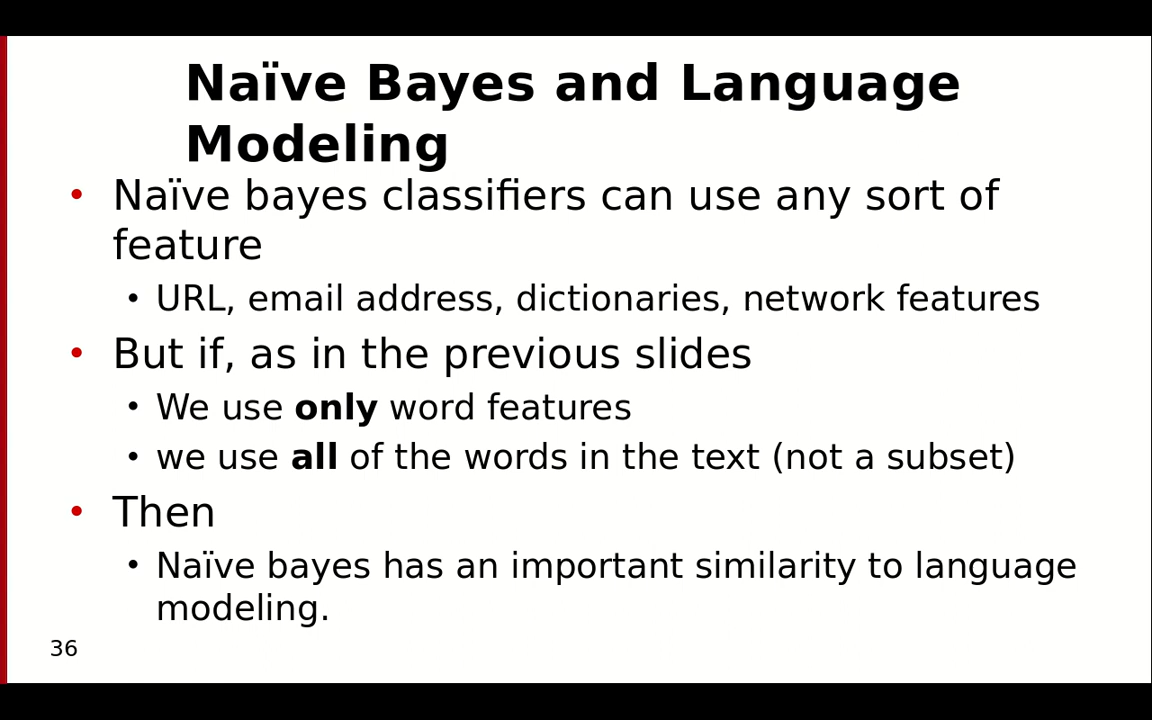 Naïve Bayes and Language
Modeling
• Naïve bayes classifiers can use any sort of
feature
• URL, email address, dictionaries, network features
• But if, as in the previous slides
• We use only word features
• we use all of the words in the text (not a subset)
• Then
• Naïve bayes has an important similarity to language
modeling.
36